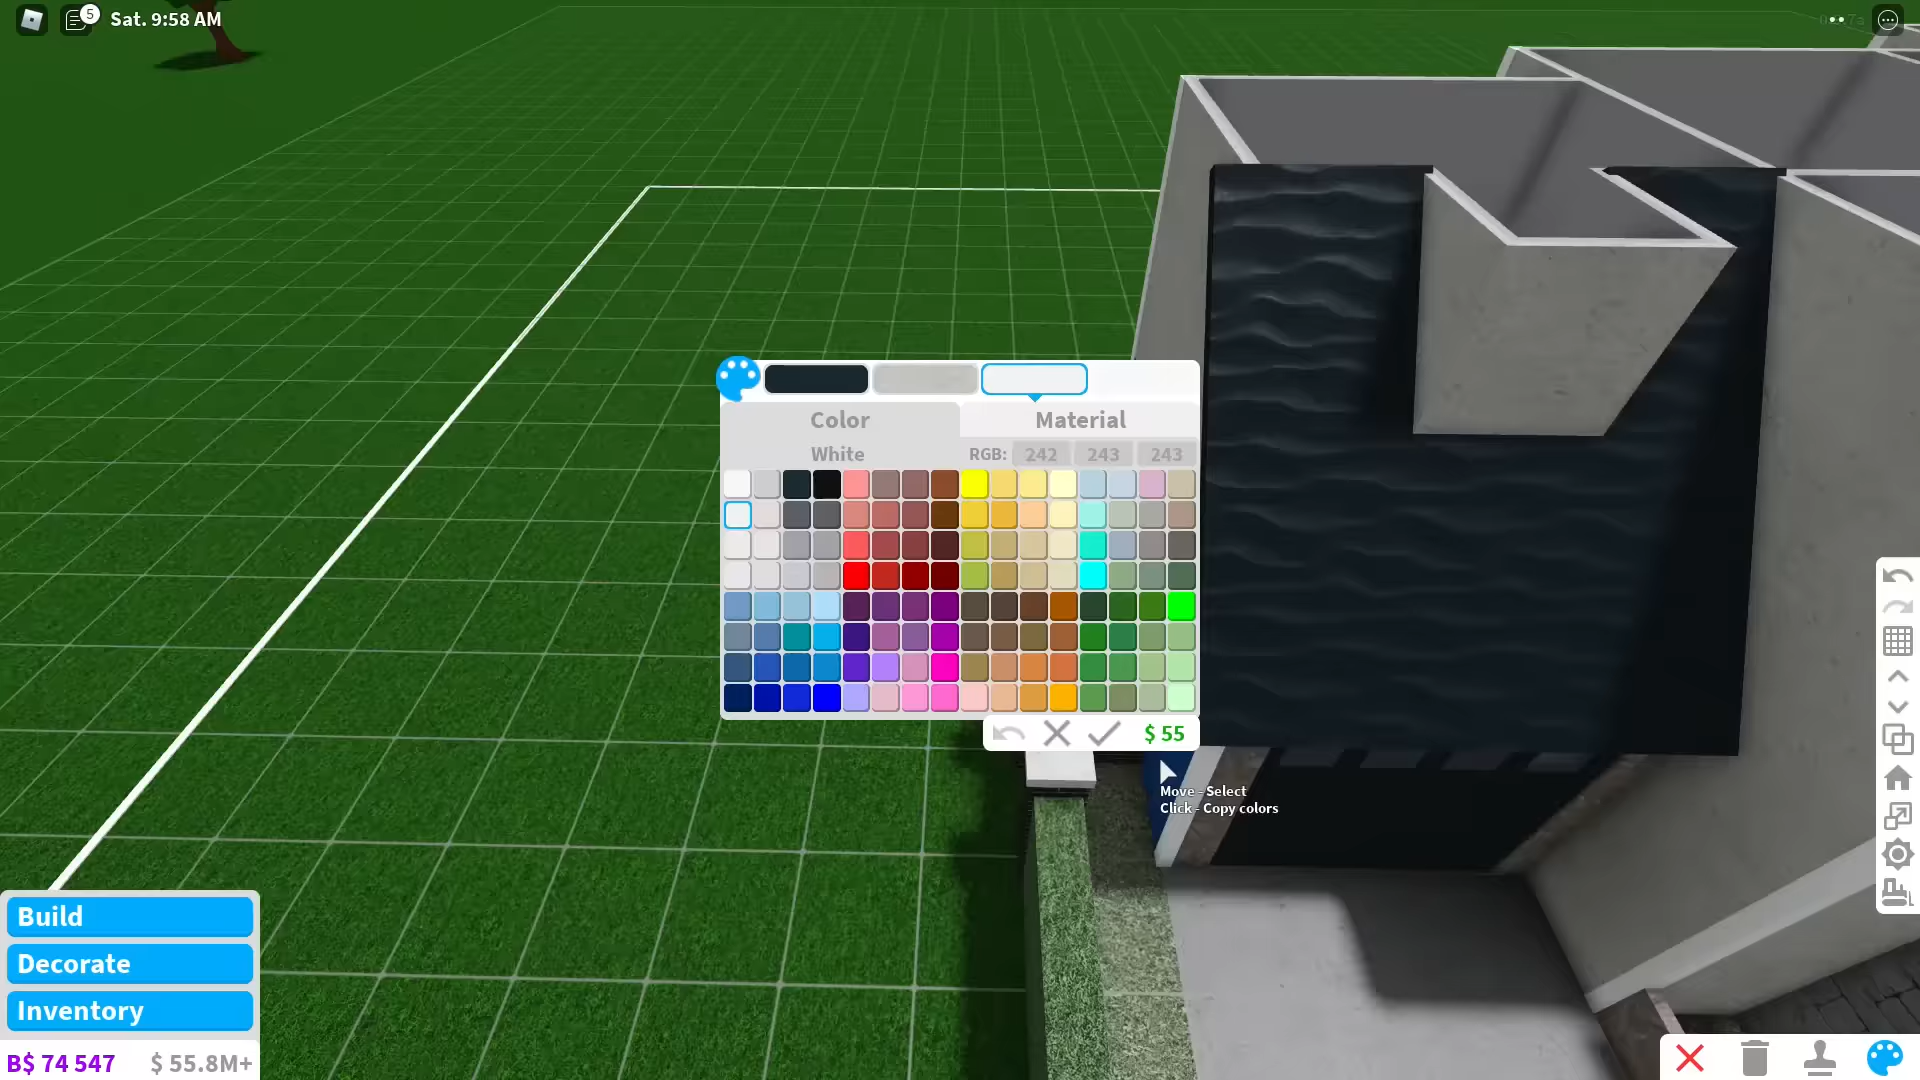 5
Sat. 9:58 AM
Color
Material
White
RGB:
242
243
243
$ 55
Move - Select
Click - Copy colors
Build
Decorate
Inventory
B$ 74 547
$ 55.8M+